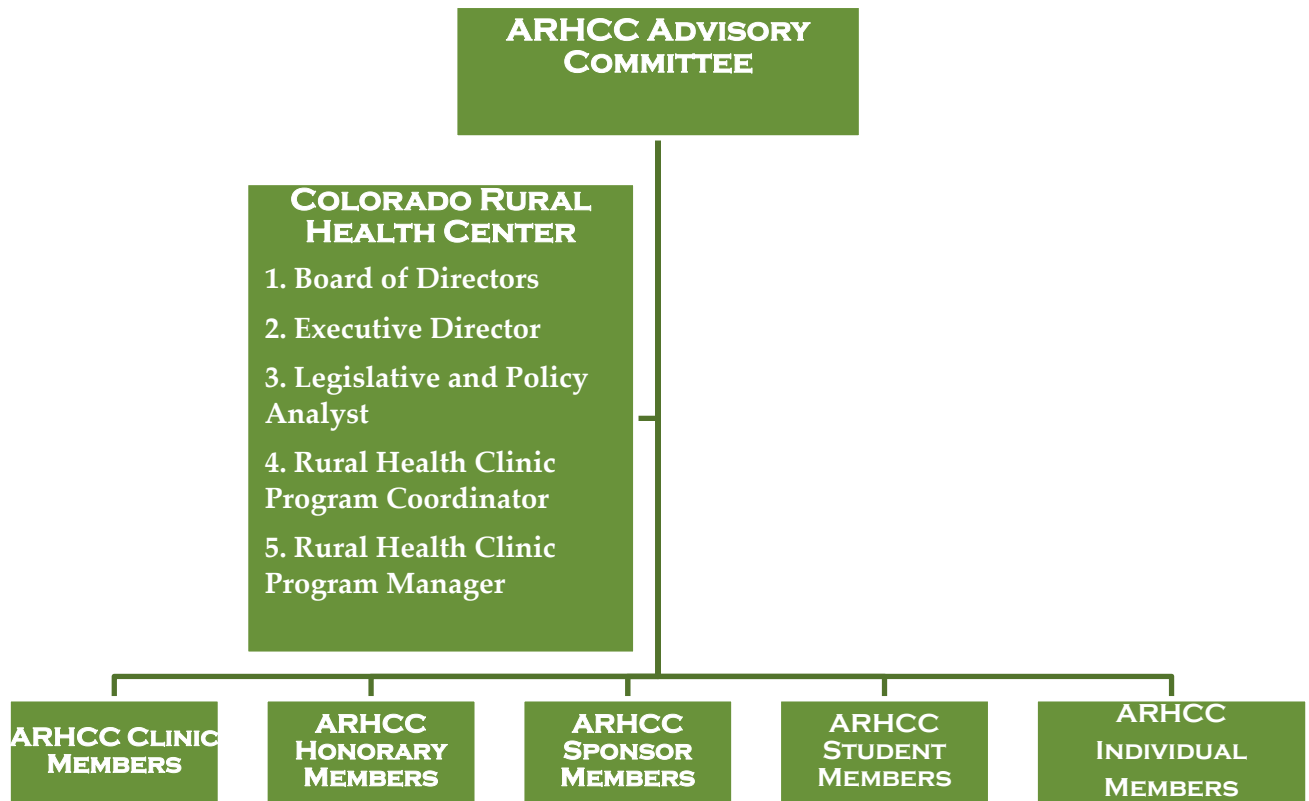 ARHCC ADVISORY
COMMITTEE
COLORADO RURAL
HEALTH CENTER
1. Board of Directors
2. Executive Director
3. Legislative and Policy
Analyst
4. Rural Health Clinic
Program Coordinator
5. Rural Health Clinic
Program Manager
ARHCC CLINIC
MEMBERS
ARHCC
HONORARY
MEMBERS
ARHCC
SPONSOR
MEMBERS
ARHCC
STUDENT
MEMBERS
ARHCC
INDIVIDUAL
MEMBERS